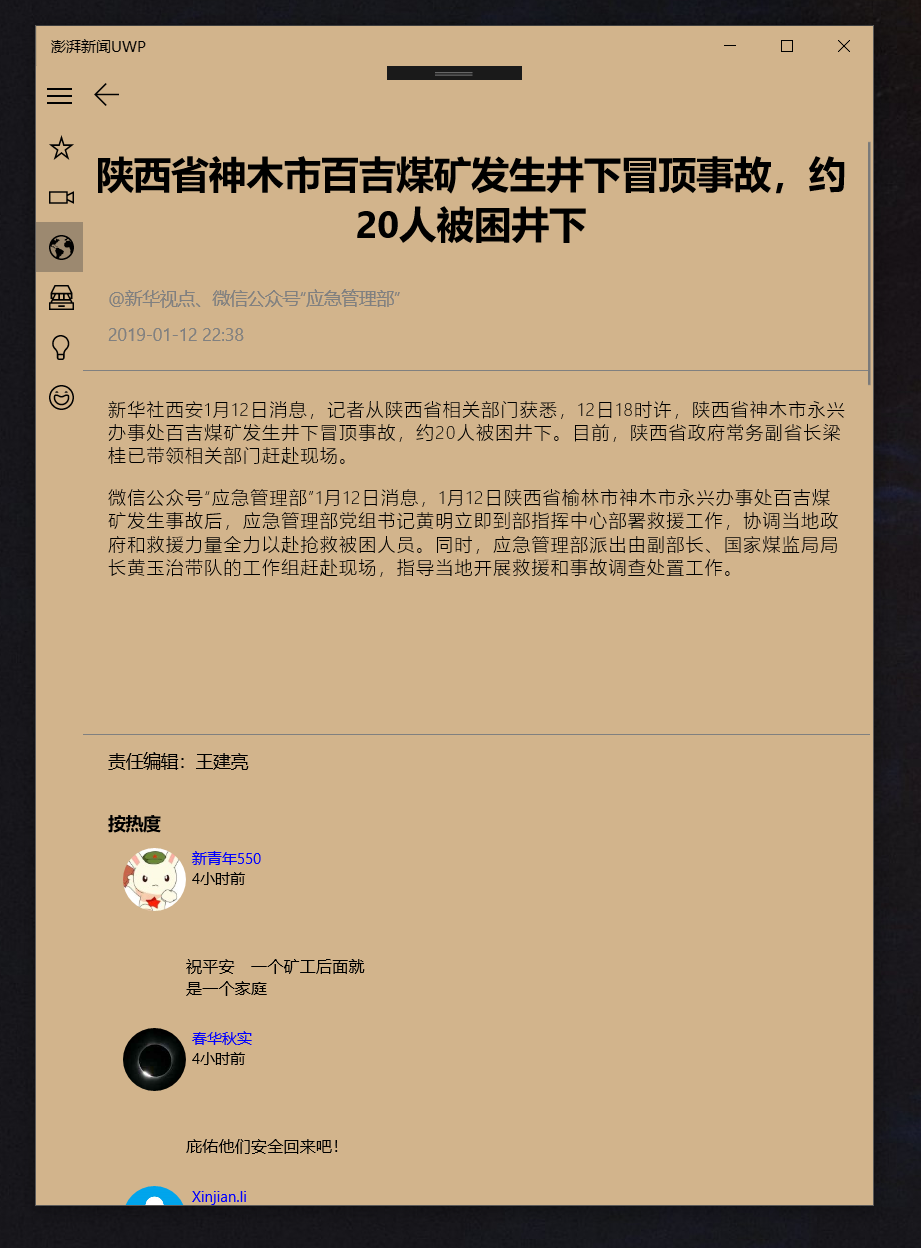 澎湃新闻UWP
陕西省神木市百吉煤矿发生井下冒顶事故，约
20人被困井下
@新华视点、微信公众号“应急管理部”
2019-01-12 22:38
新华社西安1月12日消息，记者从陕西省相关部门获悉，12日18时许，陕西省神木市永兴
办事处百吉煤矿发生井下冒顶事故，约20人被困井下。目前，陕西省政府常务副省长梁
桂已带领相关部门赶赴现场。
微信公众号“应急管理部”1月12日消息，1月12日陕西省榆林市神木市永兴办事处百吉煤
矿发生事故后，应急管理部党组书记黄明立即到部指挥中心部署救援工作，协调当地政
府和救援力量全力以赴抢救被困人员。同时，应急管理部派出由副部长、国家煤监局局
长黄玉治带队的工作组赶赴现场，指导当地开展救援和事故调查处置工作。
责任编辑：王建亮
按热度
新青年550
4小时前
祝平安　一个矿工后面就
是一个家庭
春华秋实
4小时前
庇佑他们安全回来吧！
Xinjian.li